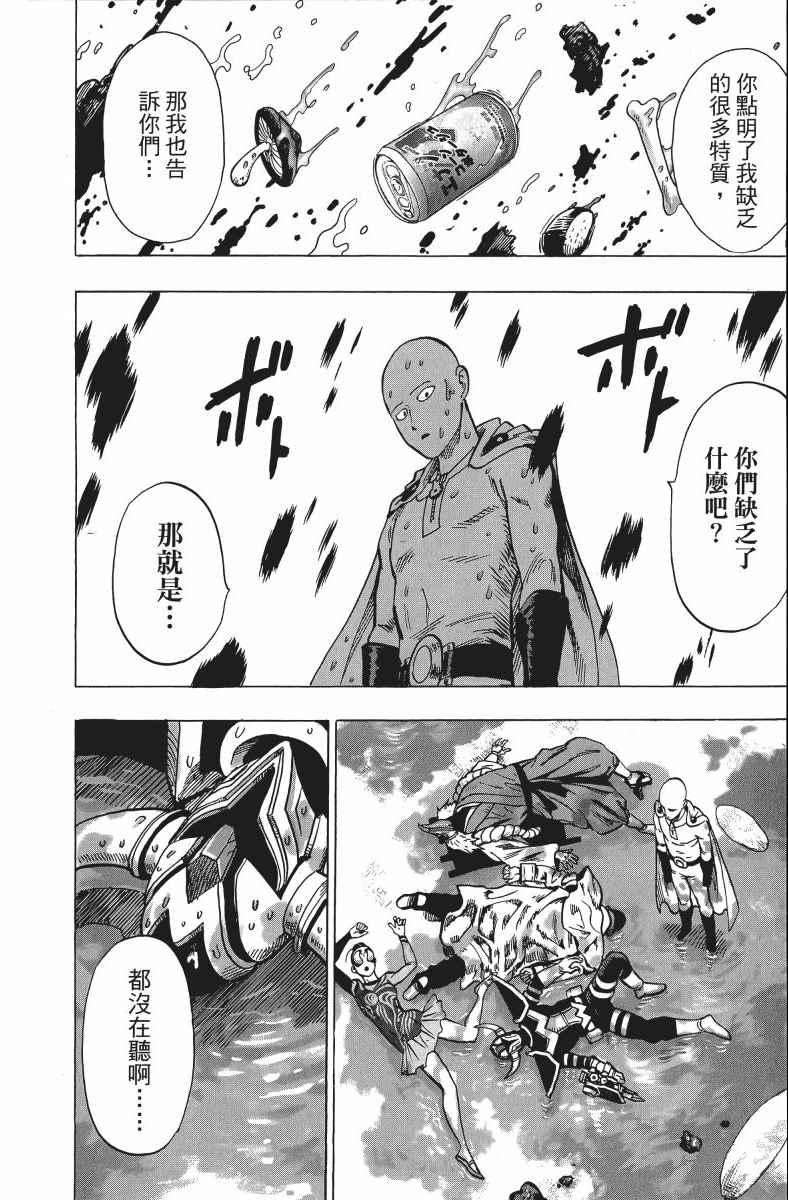 你點明了我缺乏
的很多特質，
那我也告
訴你們…
你們缺乏了
什麼吧？
ボト
ボト
那就是…
都沒在聽啊……